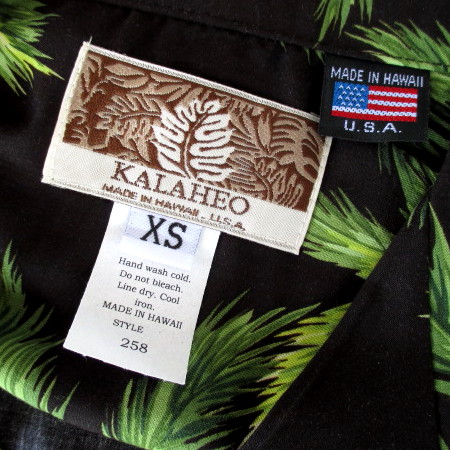 MADE IN HAWAII
U.S.A.
KALAHEO
MADE IN HAWAII - U.S.A.
XS
Hand wash cold.
Do not bleach.
Line dry. Cool
iron.
MADE IN HAWAII
STYLE
258